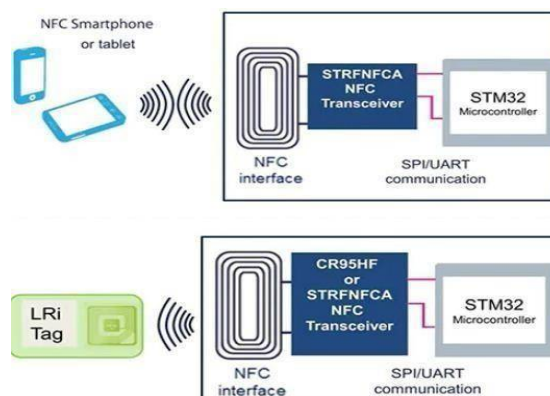 NFC Smartphone
or tablet
STRFNFCA
NFC
Transceiver
STM32
Microcontroller
NFC
interface
SPI/UART
communication
LRi
Tag
CR95HF
or
STRFNFCA
NFC
Transceiver
STM32
Microcontroller
NFC
interface
SPI/UART
communication